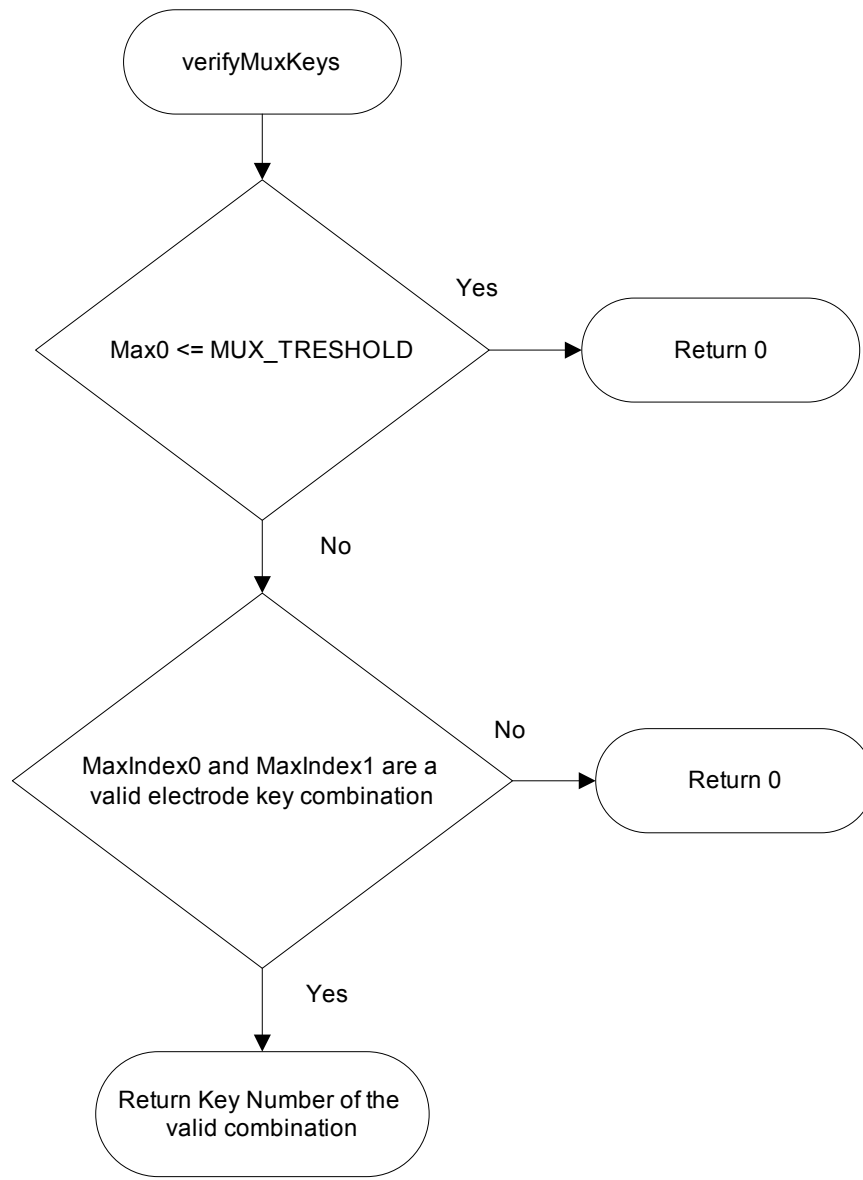 verifyMuxKeys
Yes
Max0 <= MUX_TRESHOLD
Return 0
No
No
MaxIndex0 and MaxIndex1 are a
valid electrode key combination
Return 0
Yes
Return Key Number of the
valid combination